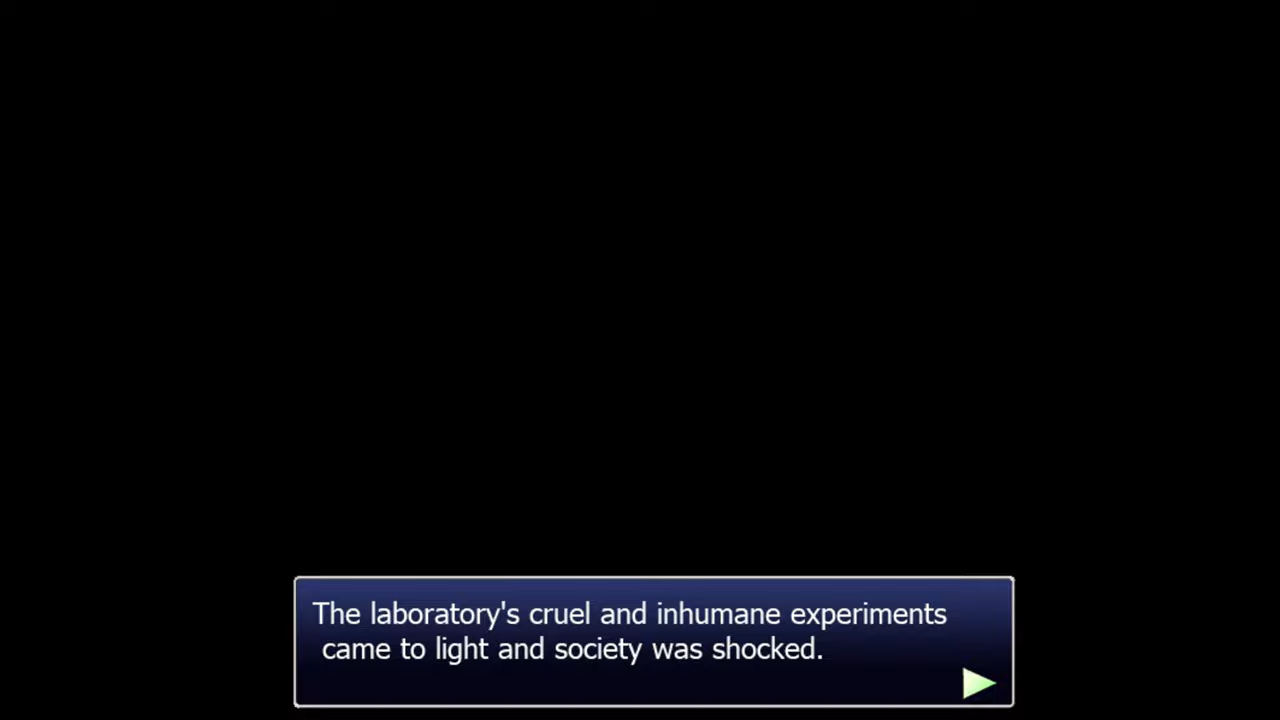 The laboratory's cruel and inhumane experiments
came to light and society was shocked.